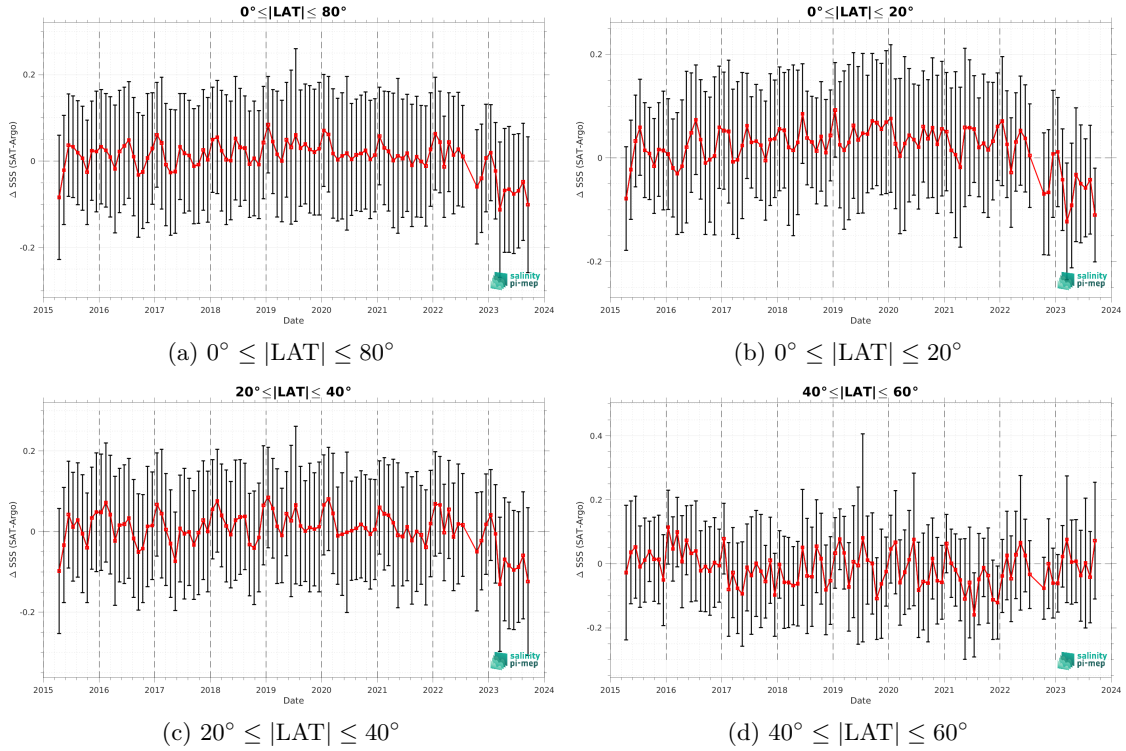 0°≤|LAT|≤ 80°
Δ SSS (SAT-Argo)
0.2
0
-0.2
2015 2016 2017 2018 2019 2020 2021 2022 2023 2024
Date
salinity
pi-mep
(a) 0° ≤ |LAT| ≤ 80°
0°≤|LAT|≤ 20°
Δ SSS (SAT-Argo)
0.2
0
-0.2
2015 2016 2017 2018 2019 2020 2021 2022 2023 2024
Date
salinity
pi-mep
(b) 0° ≤ |LAT| ≤ 20°
20°≤|LAT|≤ 40°
Δ SSS (SAT-Argo)
0.2
0
-0.2
2015 2016 2017 2018 2019 2020 2021 2022 2023 2024
Date
salinity
pi-mep
(c) 20° ≤ |LAT| ≤ 40°
40°≤|LAT|≤ 60°
Δ SSS (SAT-Argo)
0.4
0.2
0
-0.2
2015 2016 2017 2018 2019 2020 2021 2022 2023 2024
Date
salinity
pi-mep
(d) 40° ≤ |LAT| ≤ 60°